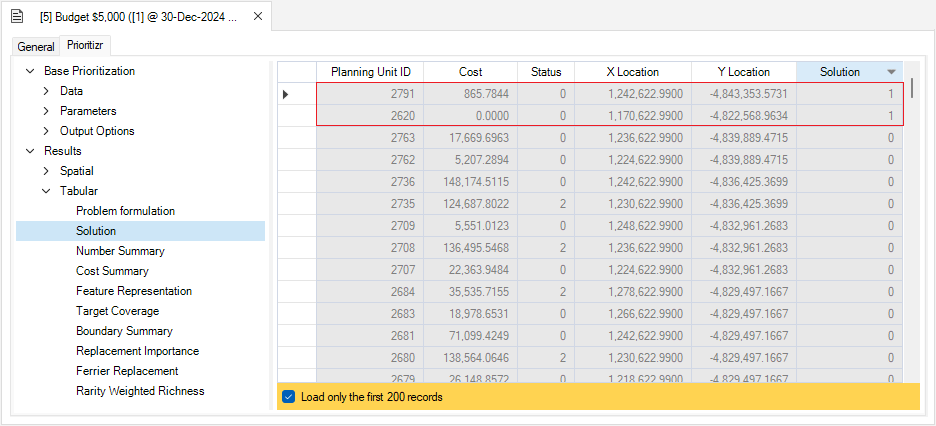 [5] Budget $5,000 ([1] @ 30-Dec-2024 ...
General Prioritizr
Base Prioritization
Data
Parameters
Output Options
Results
Spatial
Tabular
Problem formulation
Solution
Number Summary
Cost Summary
Feature Representation
Target Coverage
Boundary Summary
Replacement Importance
Ferrier Replacement
Rarity Weighted Richness
Planning Unit ID Cost Status X Location Y Location Solution
2791 865.7844 0 1,242,622.9900 -4,843,353.5731 1
2620 0.0000 0 1,170,622.9900 -4,822,568.9634 1
2763 17,669.6963 0 1,236,622.9900 -4,839,889.4715 0
2762 5,207.2894 0 1,224,622.9900 -4,839,889.4715 0
2736 148,174.5115 0 1,242,622.9900 -4,836,425.3699 0
2735 124,687.8022 2 1,230,622.9900 -4,836,425.3699 0
2709 5,551.0123 0 1,248,622.9900 -4,832,961.2683 0
2708 136,495.5468 2 1,236,622.9900 -4,832,961.2683 0
2707 22,363.9484 0 1,224,622.9900 -4,832,961.2683 0
2684 35,535.7155 2 1,278,622.9900 -4,829,497.1667 0
2683 18,978.6531 0 1,266,622.9900 -4,829,497.1667 0
2681 71,099.4249 0 1,242,622.9900 -4,829,497.1667 0
2680 138,564.0646 2 1,230,622.9900 -4,829,497.1667 0
2679 26,148.8572 0 1,218,622.9900 -4,829,497.1667 0
Load only the first 200 records